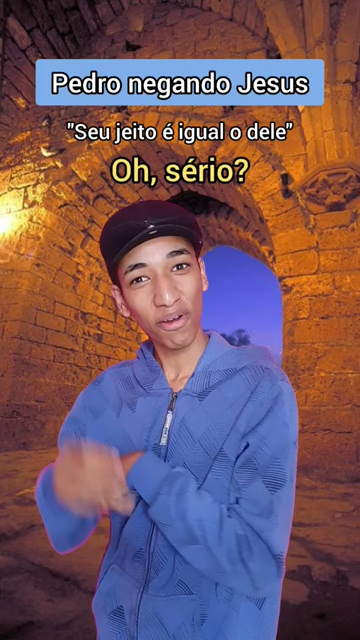 Pedro negando Jesus
"Seu jeito é igual o dele"
Oh, sério?